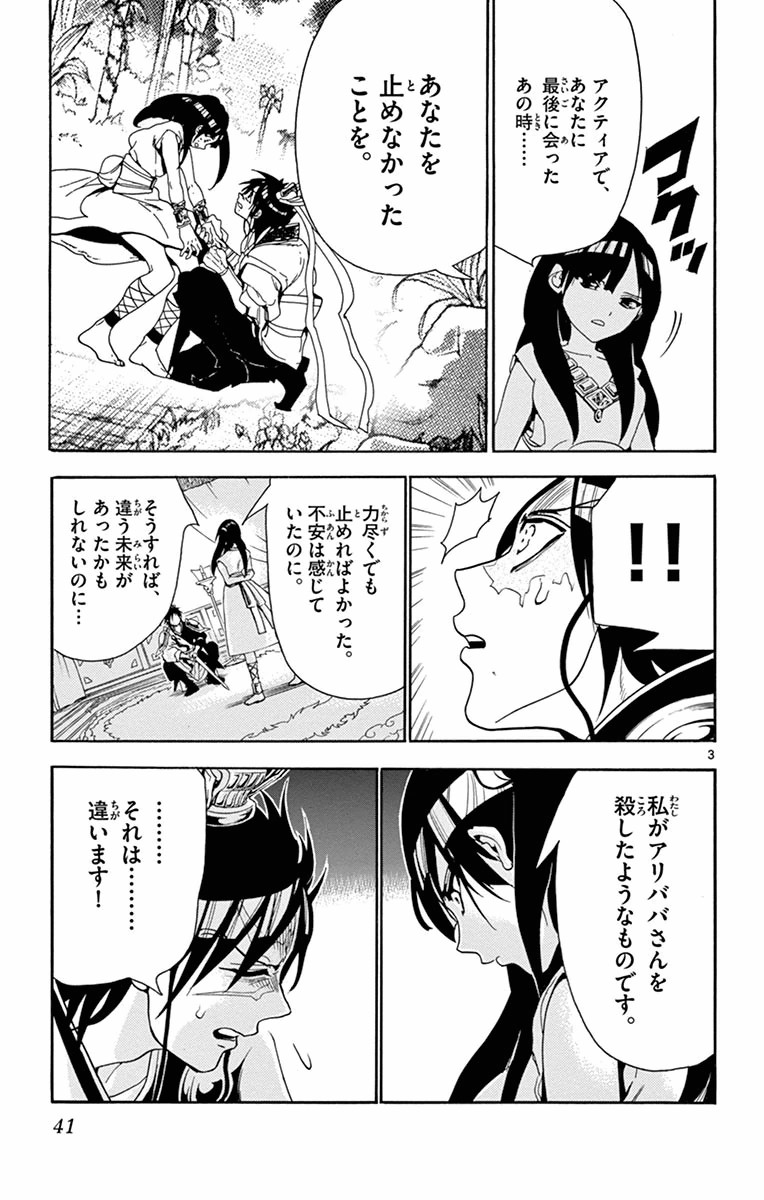 アクティアで、
あなたに
最後に会った
あの時……
コクッ
あなたを
止めなかった
ことを。
!!
力尽くでも
止めればよかった。
不安は感じて
いたのに。
そうすれば、
違う未来が
あったかも
しれないのに…
3
私がアリババさんを
殺したようなものです。
………
それは………
違います!
41